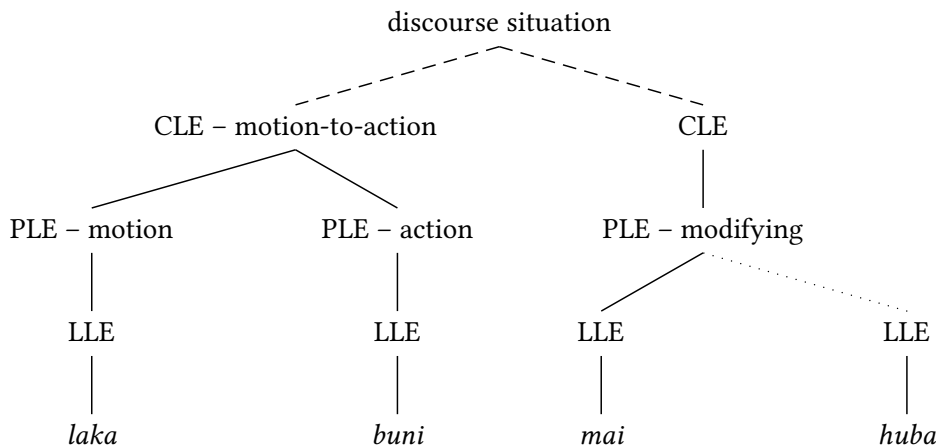 discourse situation
CLE – motion-to-action CLE
PLE – motion PLE – action PLE – modifying
LLE LLE LLE LLE
laka buni mai huba